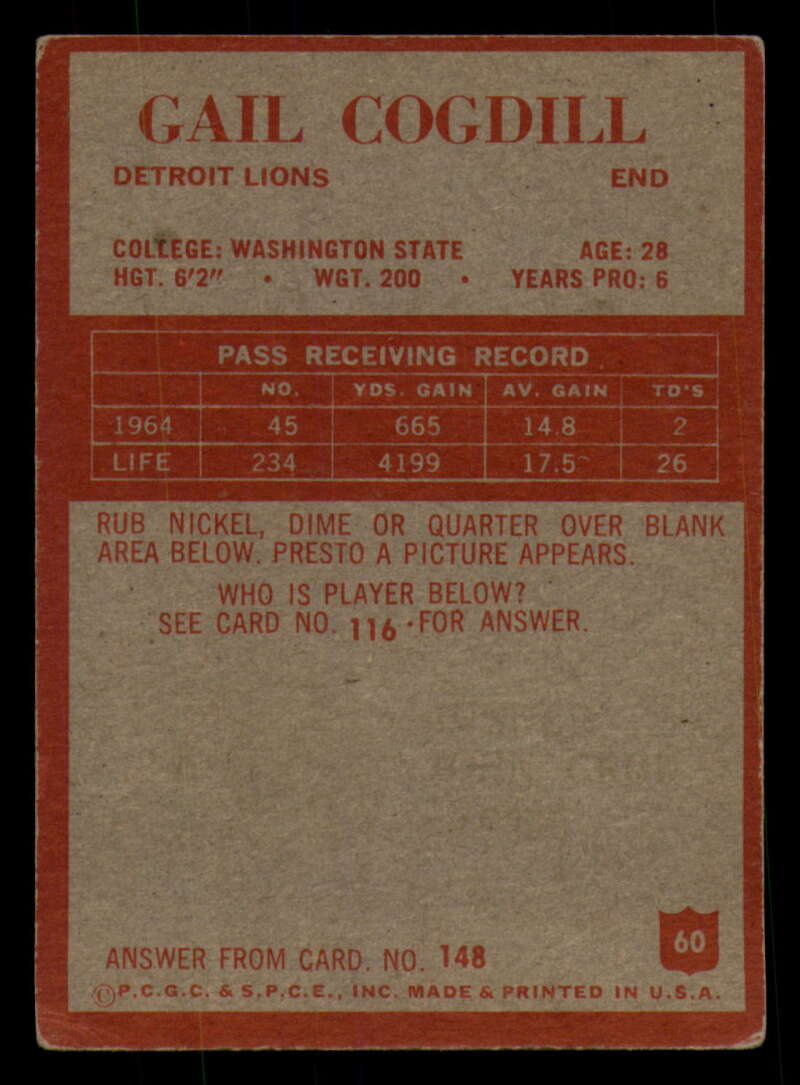 GAIL COGDILL
DETROIT LIONS END
COLLEGE: WASHINGTON STATE AGE: 28
HGT. 6'2" • WGT. 200 • YEARS PRO: 6
PASS RECEIVING RECORD
NO. YDS. GAIN AV. GAIN TD'S
1964 45 665 14.8 2
LIFE 234 4199 17.5 26
RUB NICKEL, DIME OR QUARTER OVER BLANK
AREA BELOW. PRESTO A PICTURE APPEARS.
WHO IS PLAYER BELOW?
SEE CARD NO. 116 · FOR ANSWER.
60
ANSWER FROM CARD. NO. 148
©P.C.G.C. & S.P.C.E., INC. MADE & PRINTED IN U.S.A.